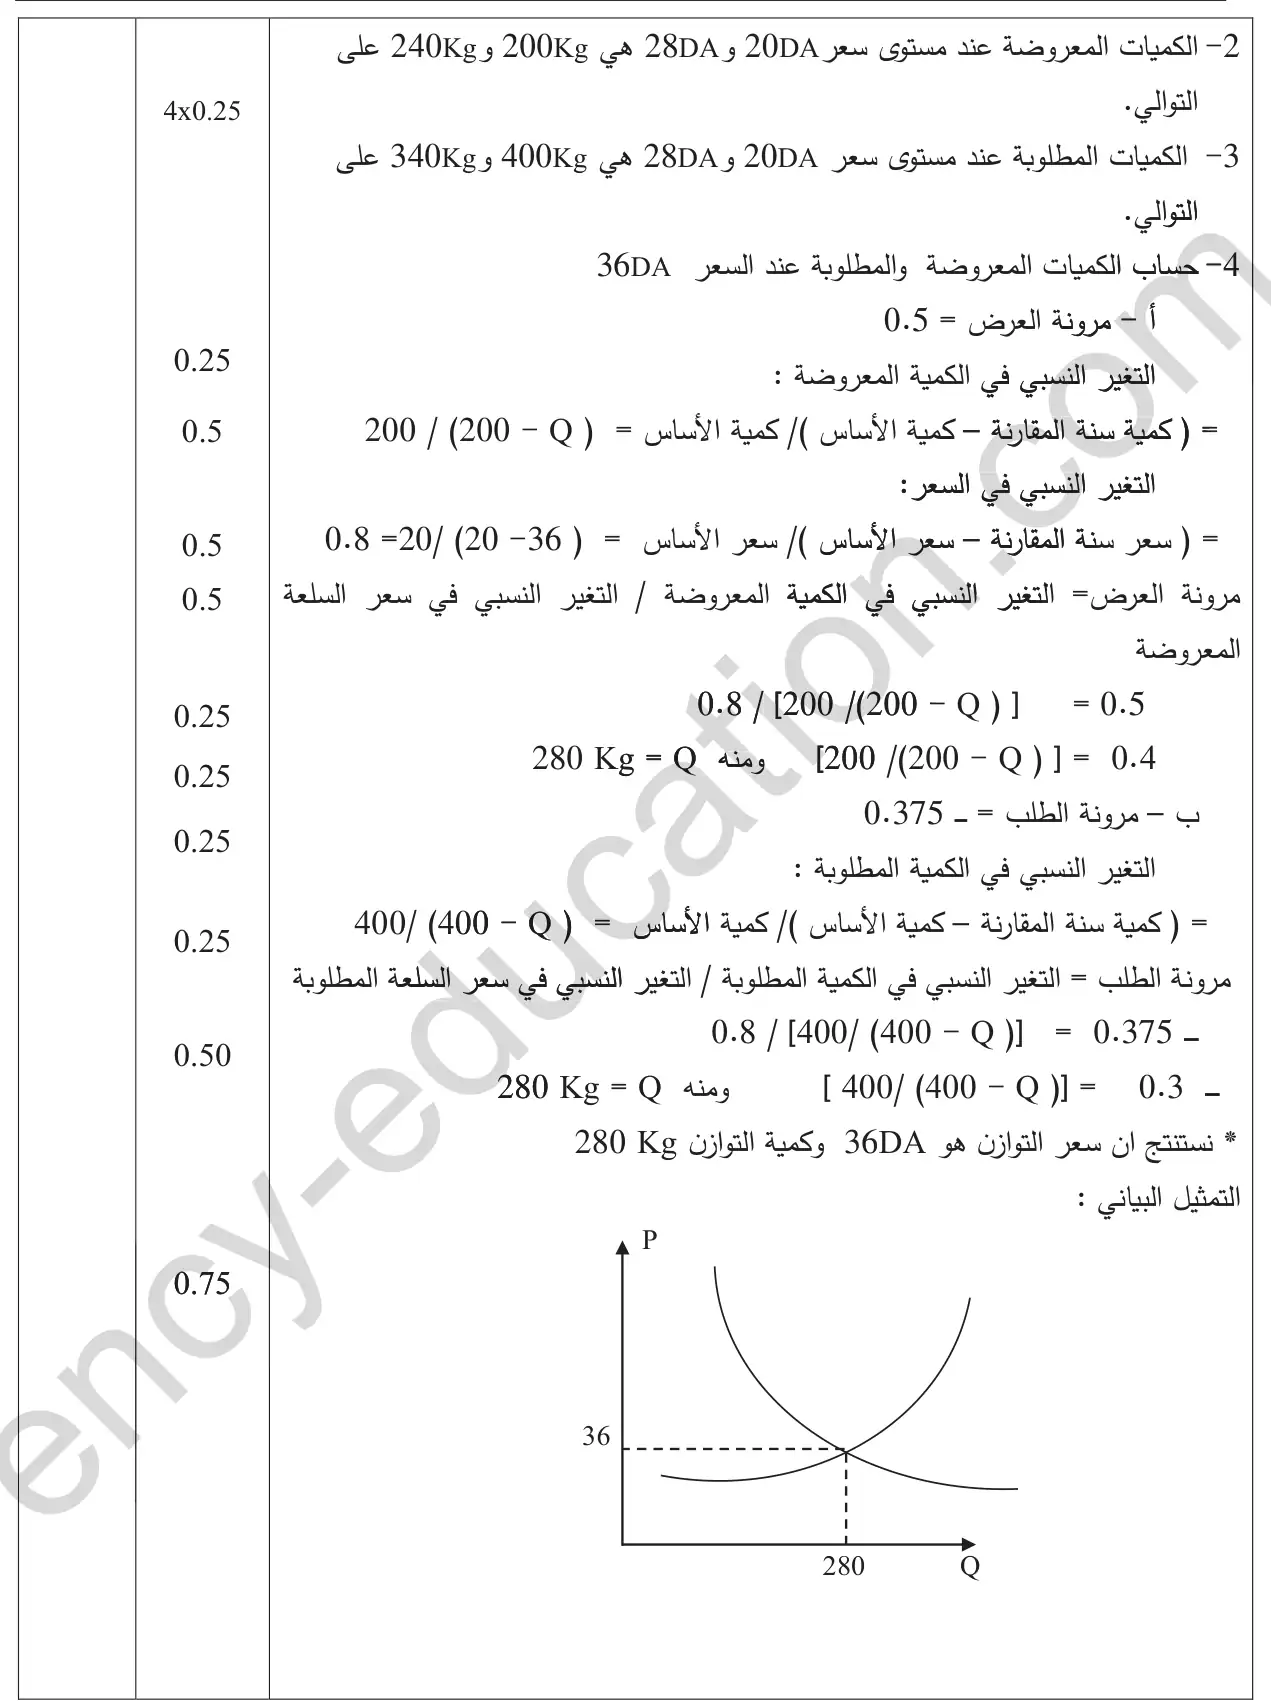 2- الكميات المعروضة عند مستوى سعر 20DA و 28DA هي 200Kg و 240Kg على
التوالي.
4x0.25
3- الكميات المطلوبة عند مستوى سعر 20DA و 28DA هي 400Kg و 340Kg على
التوالي.
4- حساب الكميات المعروضة والمطلوبة عند السعر 36DA
أ - مرونة العرض = 0.5
التغير النسبي في الكمية المعروضة :
0.25
= ( كمية سنة المقارنة - كمية الأساس )/ كمية الأساس = ( Q - 200) / 200
0.5
التغير النسبي في السعر:
= ( سعر سنة المقارنة - سعر الأساس )/ سعر الأساس = ( 36- 20) /20= 0.8
0.5
مرونة العرض= التغير النسبي في الكمية المعروضة / التغير النسبي في سعر السلعة
0.5
المعروضة
0.5 = [ ( Q - 200)/ 200] / 0.8
0.25
0.4 = [ ( Q - 200)/ 200] ومنه Q = 280 Kg
0.25
ب - مرونة الطلب = ـ 0.375
0.25
التغير النسبي في الكمية المطلوبة :
= ( كمية سنة المقارنة - كمية الأساس )/ كمية الأساس = ( Q - 400) /400
0.25
مرونة الطلب = التغير النسبي في الكمية المطلوبة / التغير النسبي في سعر السلعة المطلوبة
ـ 0.375 = [( Q - 400) /400] / 0.8
0.50
ـ 0.3 = [( Q - 400) /400 ] ومنه Q = 280 Kg
* نستنتج ان سعر التوازن هو 36DA وكمية التوازن 280 Kg
التمثيل البياني :
P
0.75
36
280
Q
ency-education.com